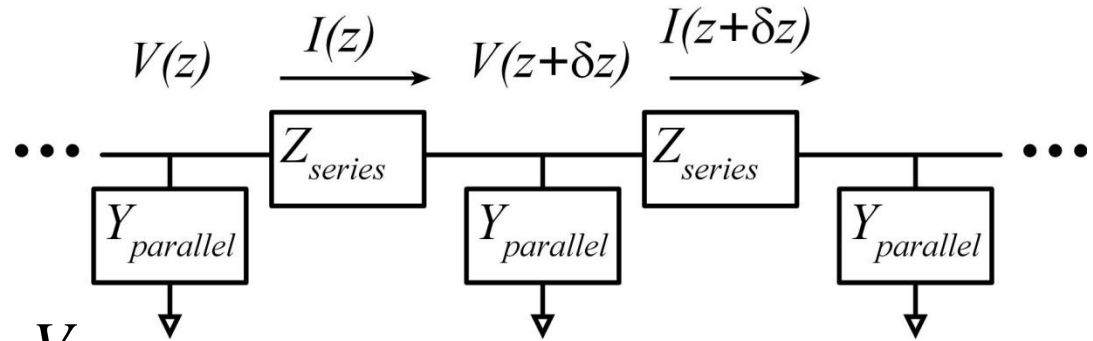 V(z) I(z) V(z+δz) I(z+δz)
••• Z_series Z_series •••
Y_parallel Y_parallel Y_parallel
V